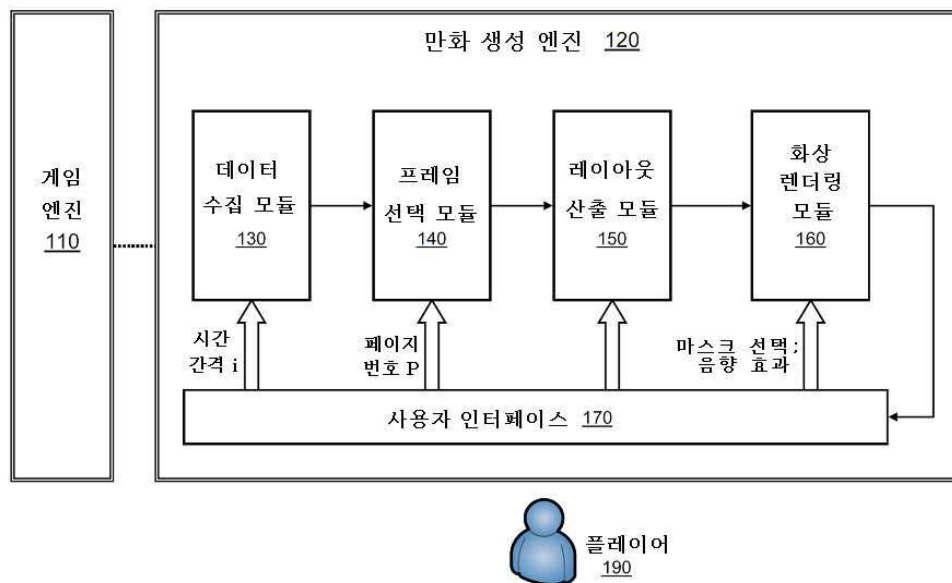 만화 생성 엔진 120
게임
엔진
110
데이터
수집 모듈
130
프레임
선택 모듈
140
레이아웃
산출 모듈
150
화상
렌더링
모듈
160
시간
간격 i
페이지
번호 P
마스크 선택;
음향 효과
사용자 인터페이스 170
플레이어
190